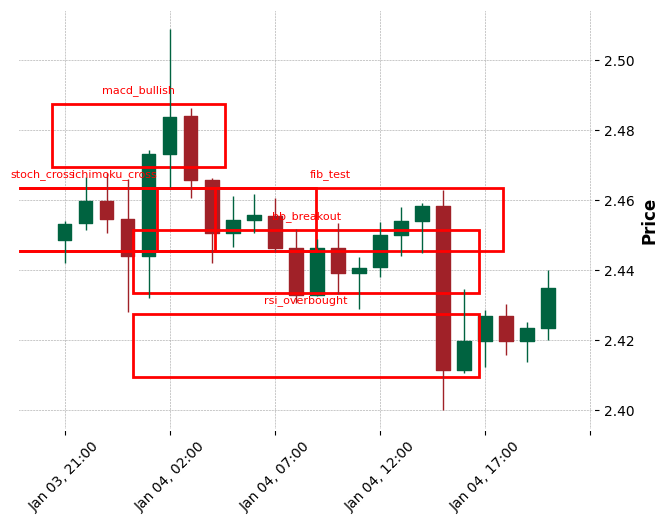 2.50
macd_bullish
2.48
stoch_cross
ichimoku_cross
fib_test
2.46
bb_breakout
2.44
rsi_overbought
2.42
2.40
Price
Jan 03, 21:00
Jan 04, 02:00
Jan 04, 07:00
Jan 04, 12:00
Jan 04, 17:00